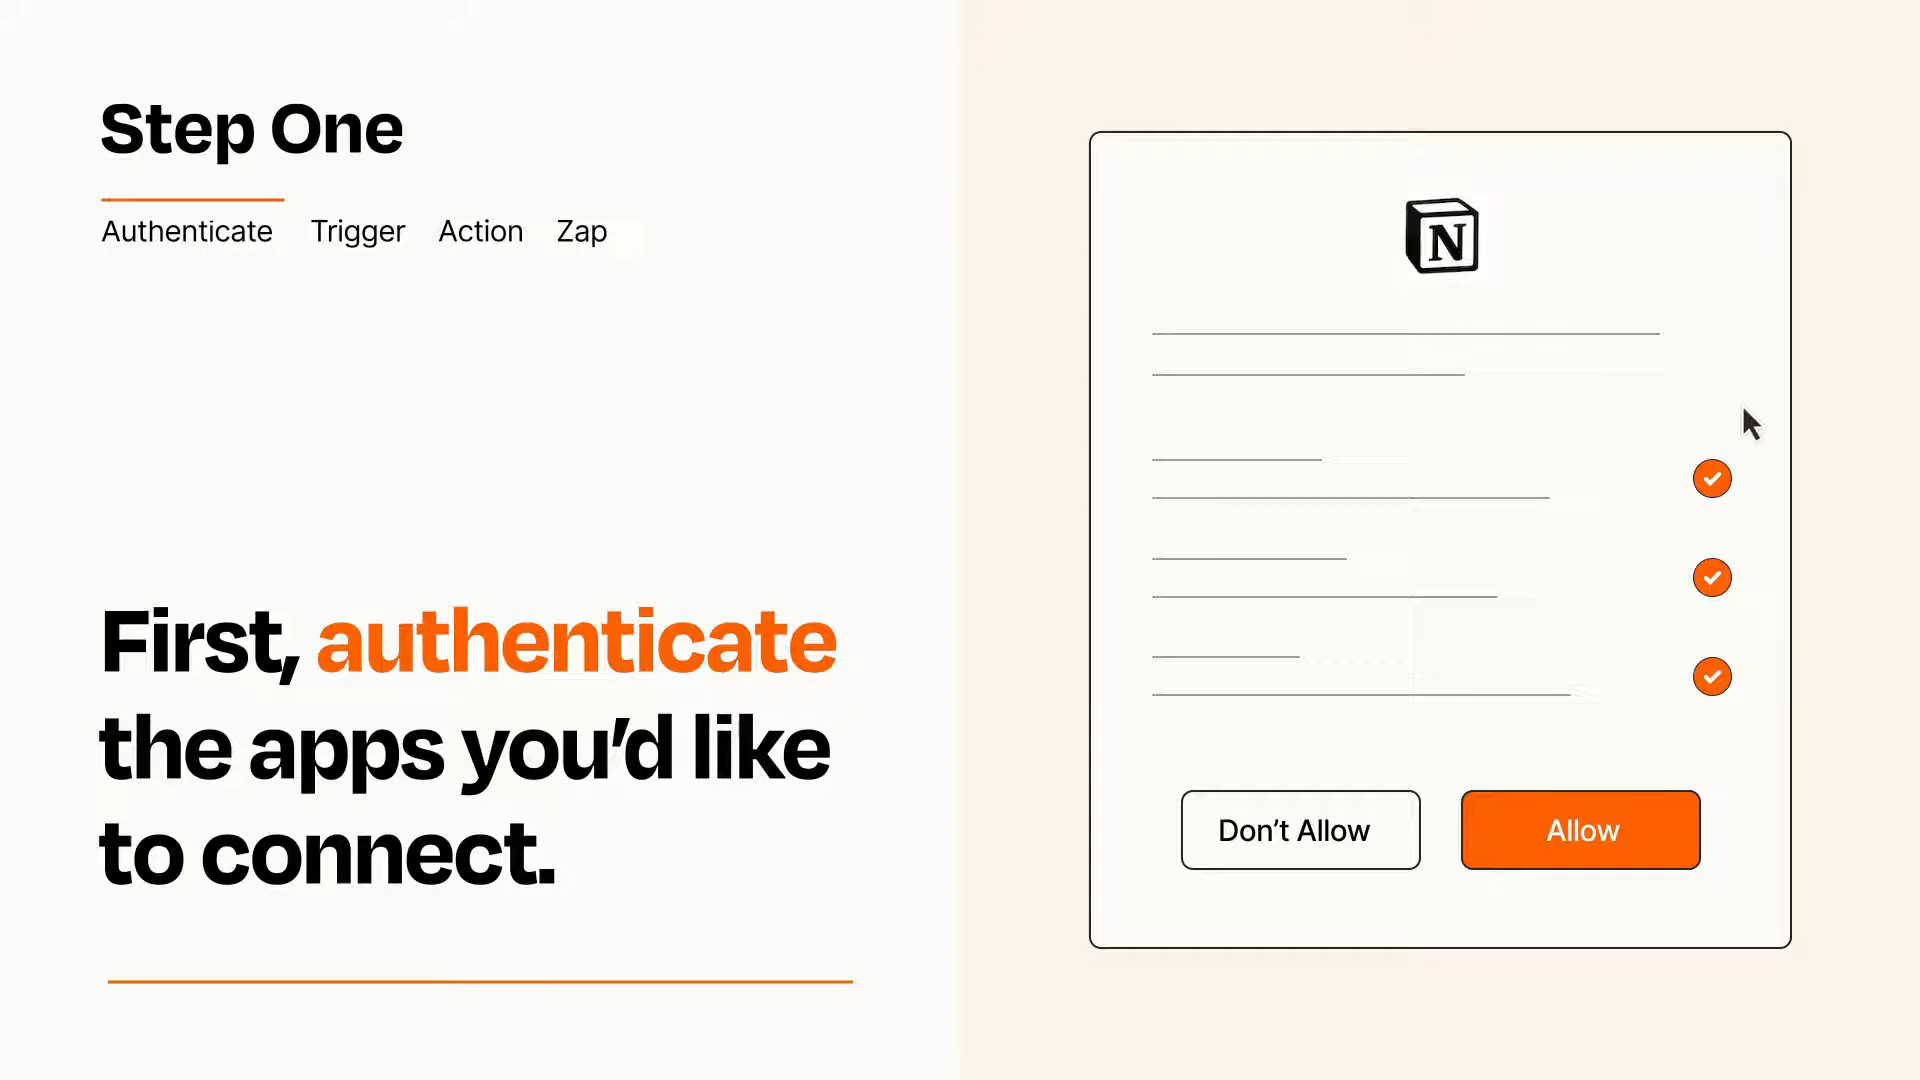 Step One
Authenticate Trigger Action Zap
First, authenticate
the apps you’d like
to connect.
N
Don’t Allow Allow